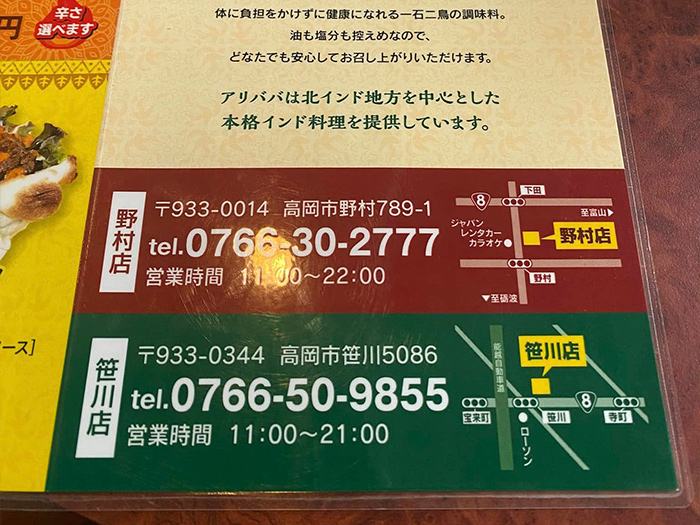 円
辛さ
選べます
体に負担をかけずに健康になれる一石二鳥の調味料。
油も塩分も控えめなので、
どなたでも安心してお召し上がりいただけます。
アリババは北インド地方を中心とした
本格インド料理を提供しています。
野村店
〒933-0014 高岡市野村789-1
tel.0766-30-2777
営業時間 11:00〜22:00
8
下田
至富山▶
ジャパン
レンタカー
カラオケ
野村店
野村
▼至砺波
ース]
笹川店
〒933-0344 高岡市笹川5086
tel.0766-50-9855
営業時間 11:00〜21:00
能越自動車道
笹川店
8
宝来町
笹川
寺町
ローソン